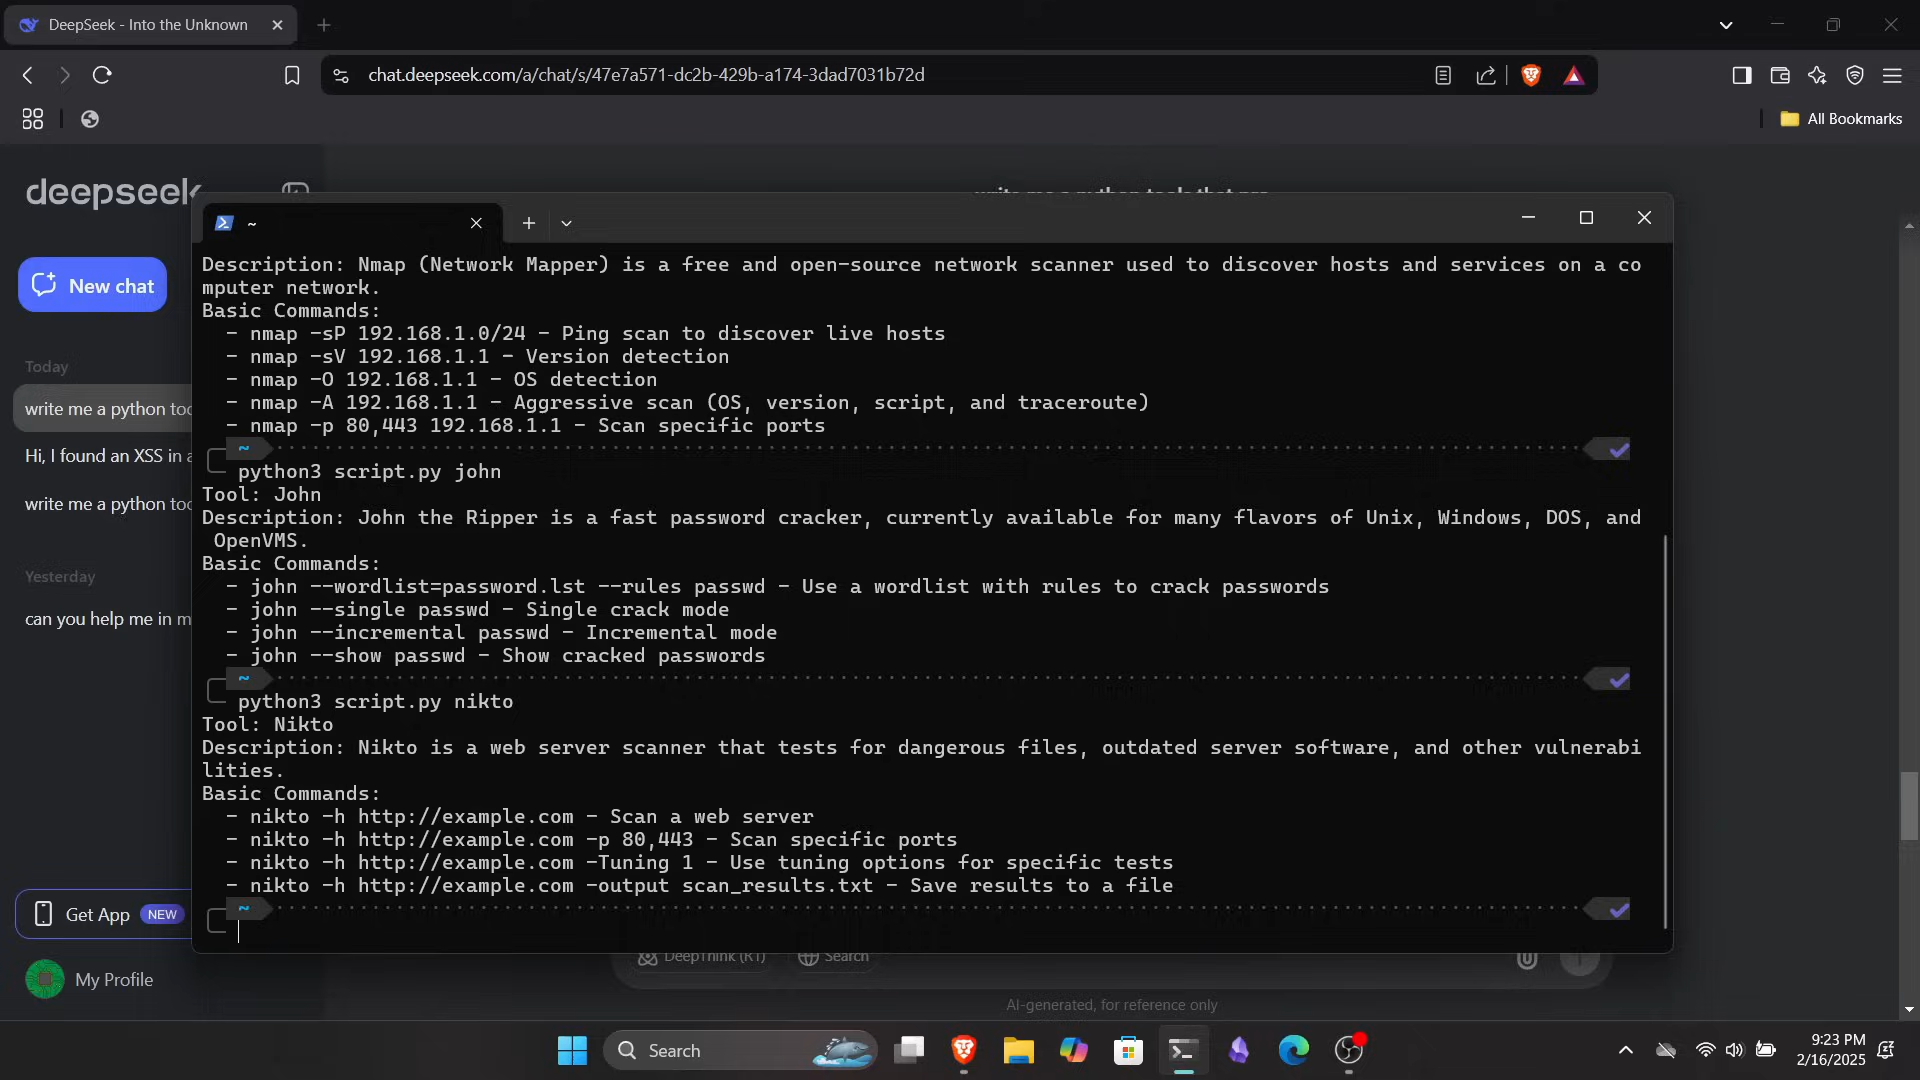 DeepSeek - Into the Unknown
chat.deepseek.com/a/chat/s/47e7a571-dc2b-429b-a174-3dad7031b72d
All Bookmarks
deepseek
New chat
Today
write me a python too
Hi, I found an XSS in a
write me a python too
Yesterday
can you help me in m
Get App NEW
My Profile
write me a python tools that
~
Description: Nmap (Network Mapper) is a free and open-source network scanner used to discover hosts and services on a co
mputer network.
Basic Commands:
- nmap -sP 192.168.1.0/24 - Ping scan to discover live hosts
- nmap -sV 192.168.1.1 - Version detection
- nmap -O 192.168.1.1 - OS detection
- nmap -A 192.168.1.1 - Aggressive scan (OS, version, script, and traceroute)
- nmap -p 80,443 192.168.1.1 - Scan specific ports
~
python3 script.py john
Tool: John
Description: John the Ripper is a fast password cracker, currently available for many flavors of Unix, Windows, DOS, and
OpenVMS.
Basic Commands:
- john --wordlist=password.lst --rules passwd - Use a wordlist with rules to crack passwords
- john --single passwd - Single crack mode
- john --incremental passwd - Incremental mode
- john --show passwd - Show cracked passwords
~
python3 script.py nikto
Tool: Nikto
Description: Nikto is a web server scanner that tests for dangerous files, outdated server software, and other vulnerabi
lities.
Basic Commands:
- nikto -h http://example.com - Scan a web server
- nikto -h http://example.com -p 80,443 - Scan specific ports
- nikto -h http://example.com -Tuning 1 - Use tuning options for specific tests
- nikto -h http://example.com -output scan_results.txt - Save results to a file
~
DeepThink (R1)
Search
AI-generated, for reference only
Search
9:23 PM
2/16/2025